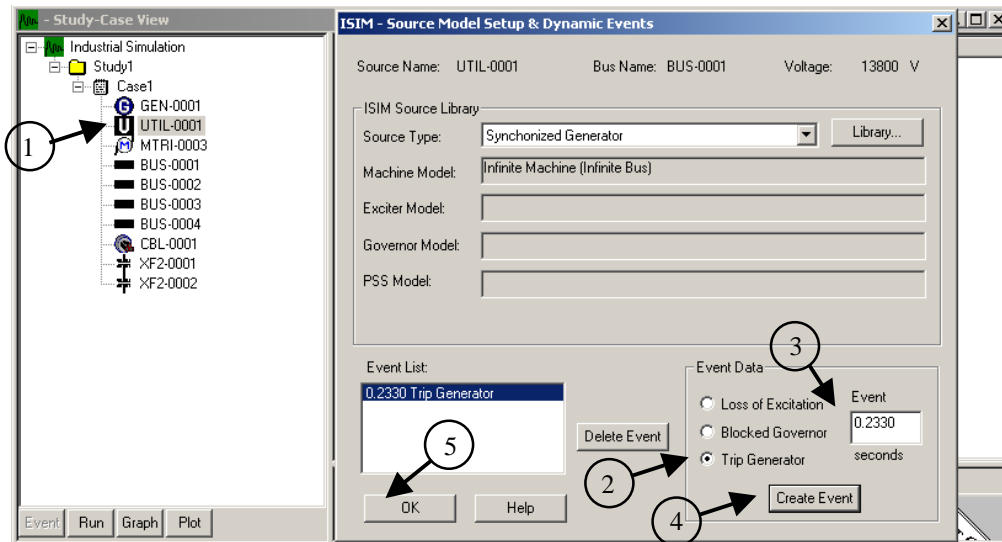 - Study-Case View
Industrial Simulation
Study1
Case1
GEN-0001
UTIL-0001
MTRI-0003
BUS-0001
BUS-0002
BUS-0003
BUS-0004
CBL-0001
XF2-0001
XF2-0002
Event Run Graph Plot
1
ISIM - Source Model Setup & Dynamic Events
Source Name: UTIL-0001 Bus Name: BUS-0001 Voltage: 13800 V
ISIM Source Library
Source Type: Synchonized Generator Library...
Machine Model: Infinite Machine (Infinite Bus)
Exciter Model:
Governor Model:
PSS Model:
Event List:
0.2330 Trip Generator
Delete Event
5
OK Help
3
Event Data
Loss of Excitation
Blocked Governor
Trip Generator
Event
0.2330
seconds
2
4
Create Event